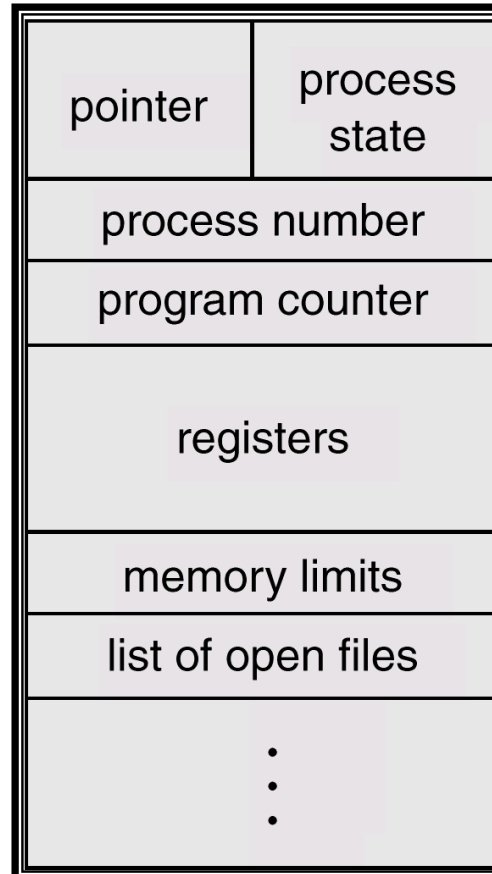 pointer
process
state
process number
program counter
registers
memory limits
list of open files